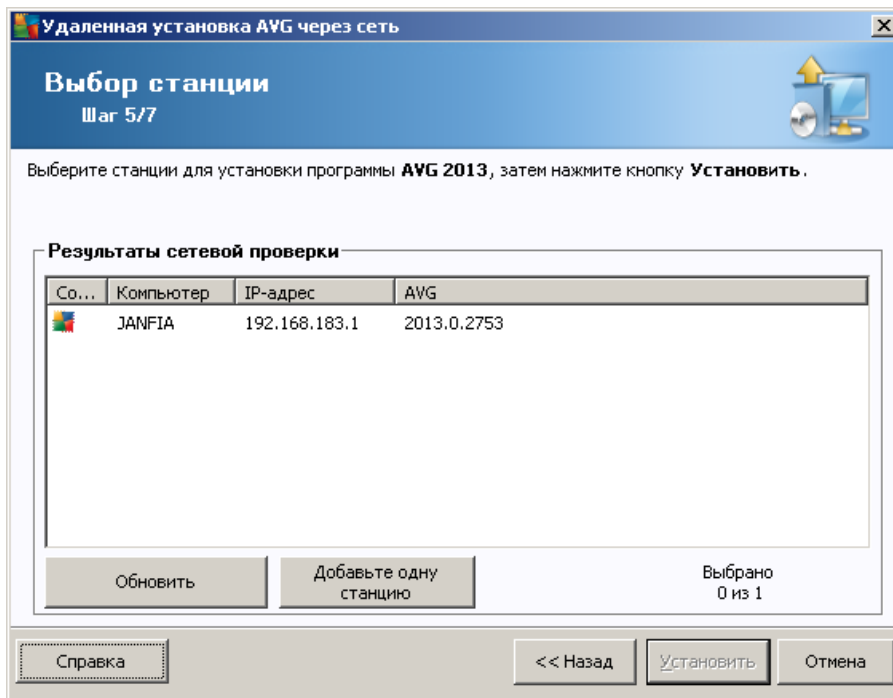 Удаленная установка AVG через сеть
Выбор станции
Шаг 5/7
Выберите станции для установки программы AVG 2013, затем нажмите кнопку Установить.
Результаты сетевой проверки
Со... Компьютер IP-адрес AVG
JANFIA 192.168.183.1 2013.0.2753
Обновить
Добавьте одну
станцию
Выбрано
0 из 1
Справка
<< Назад
Установить
Отмена